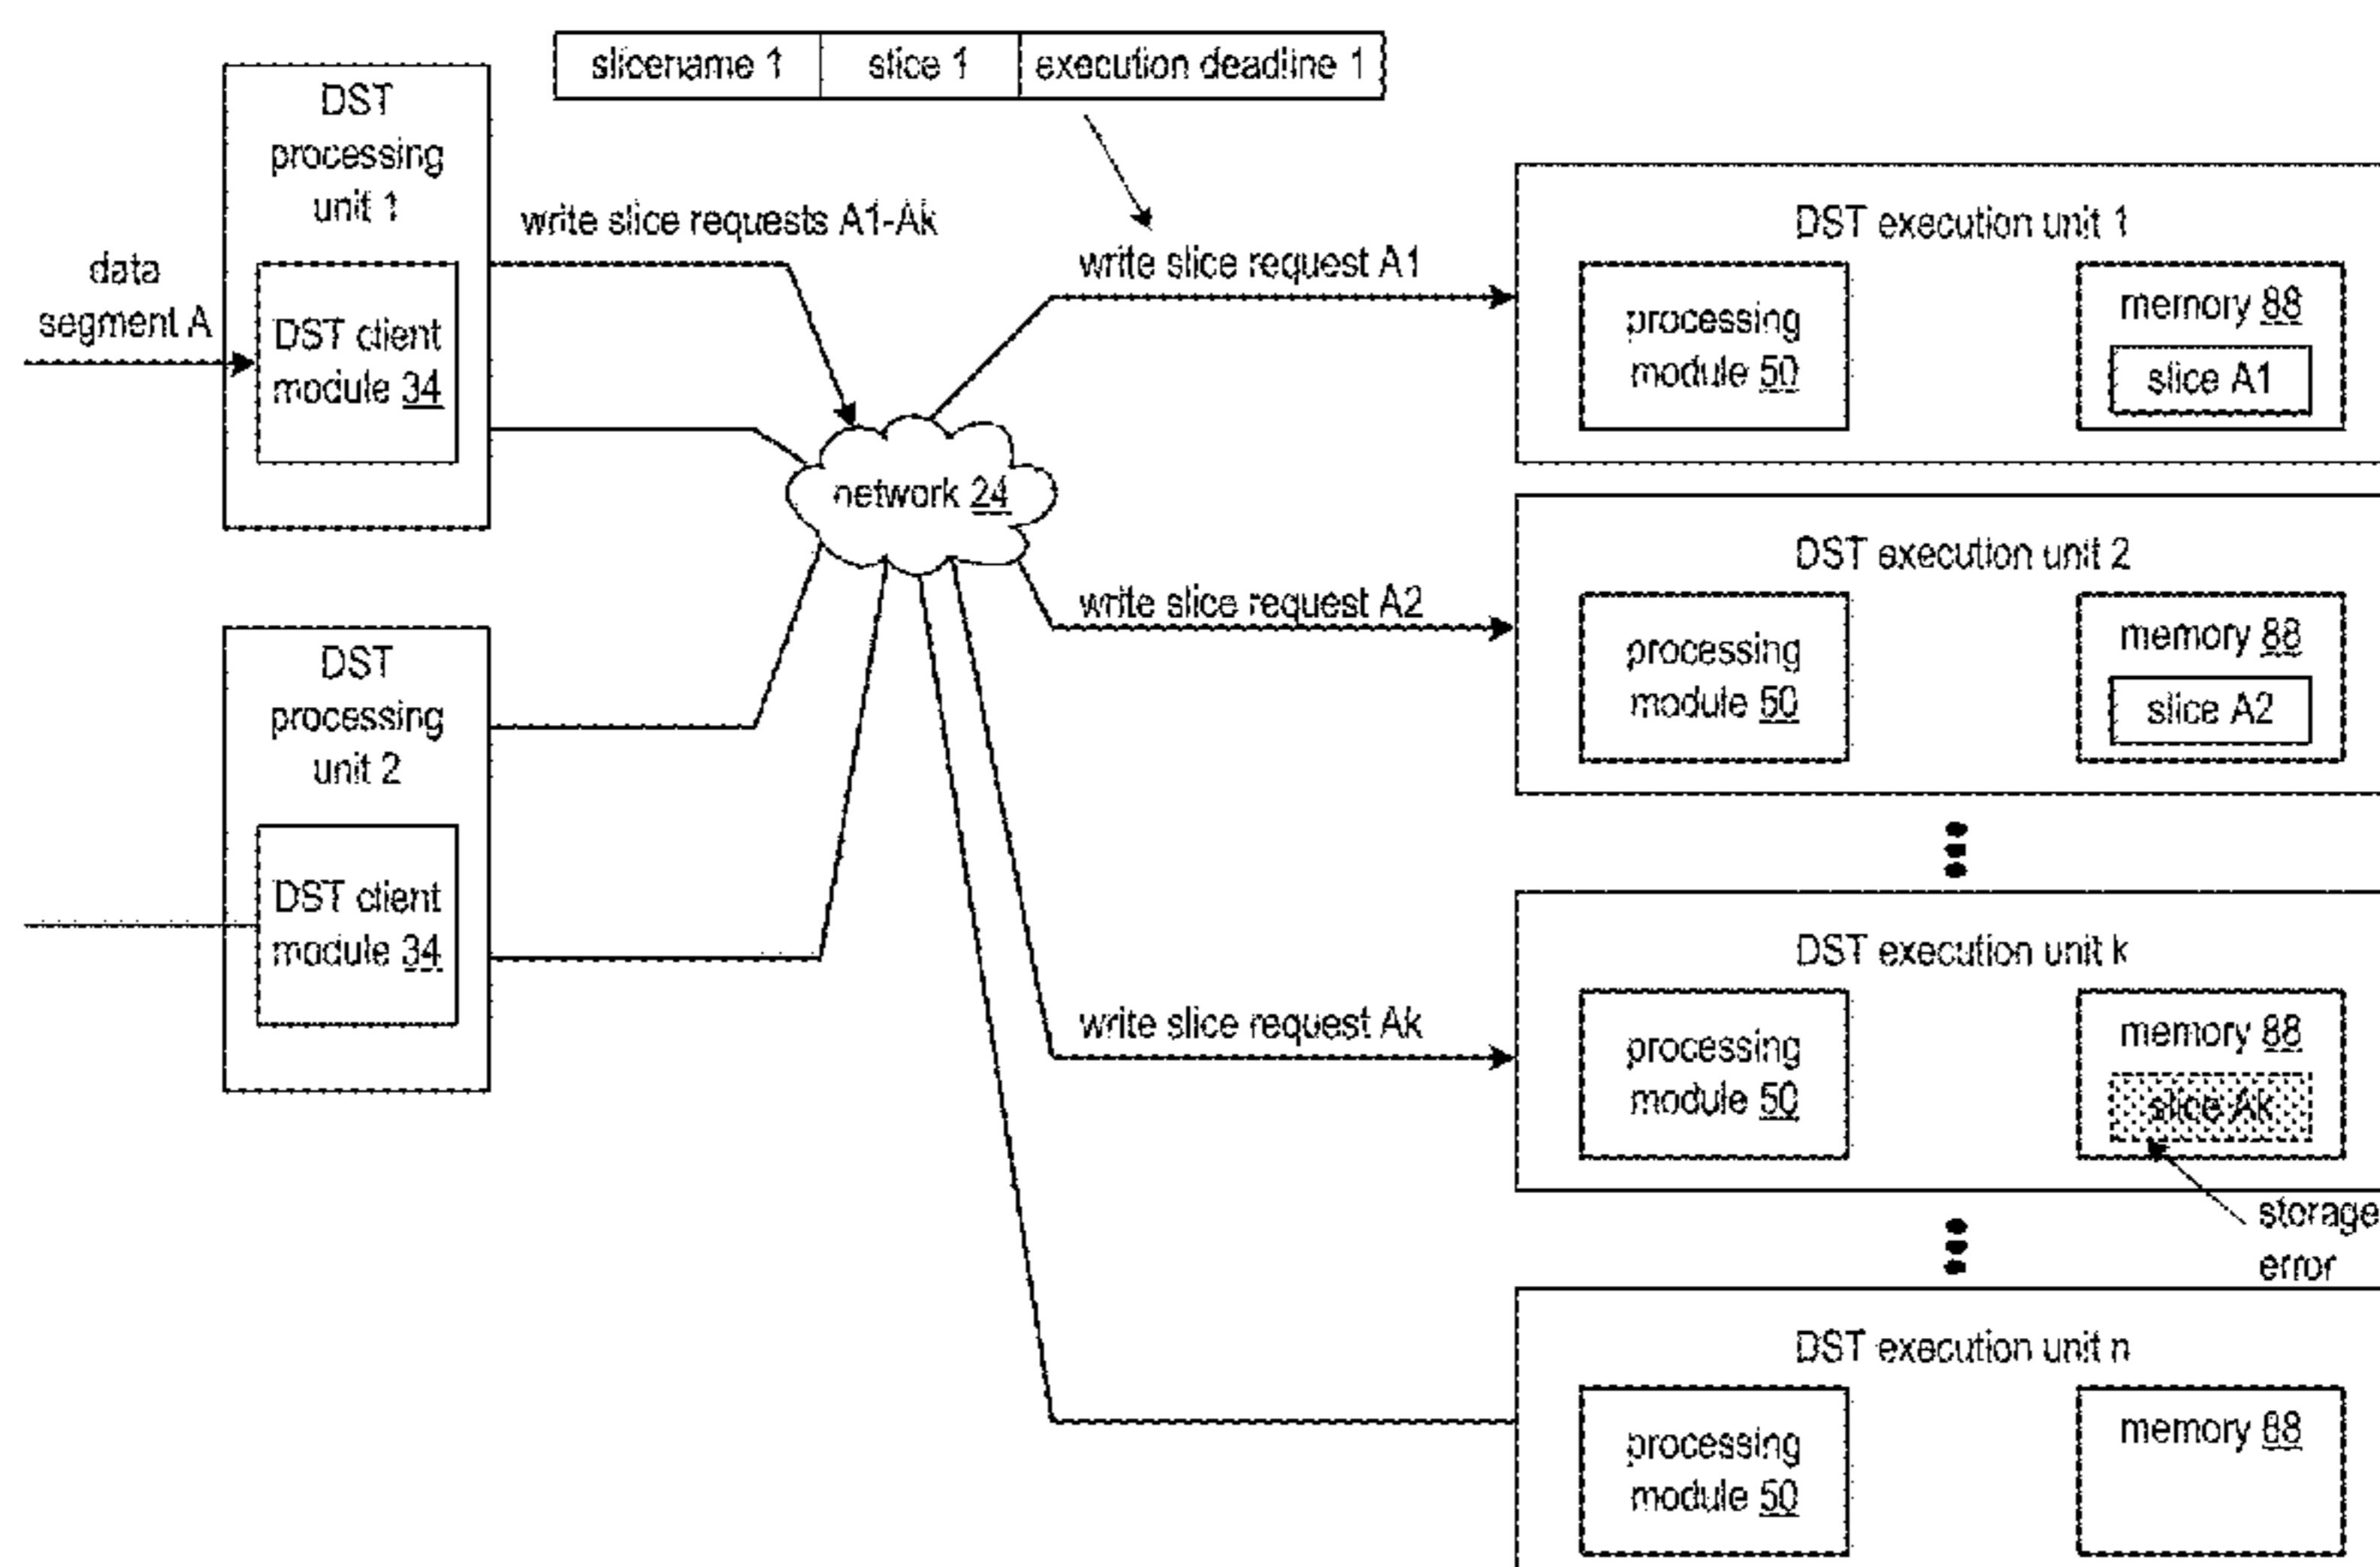 slicename 1 slice 1 execution deadline 1
DST
processing
unit 1
DST client
module 34
data
segment A
write slice requests A1-Ak
network 24
DST
processing
unit 2
DST client
module 34
write slice request A1
DST execution unit 1
processing
module 50
memory 88
slice A1
write slice request A2
DST execution unit 2
processing
module 50
memory 88
slice A2
write slice request Ak
DST execution unit k
processing
module 50
memory 88
slice Ak
storage
error
DST execution unit n
processing
module 50
memory 88